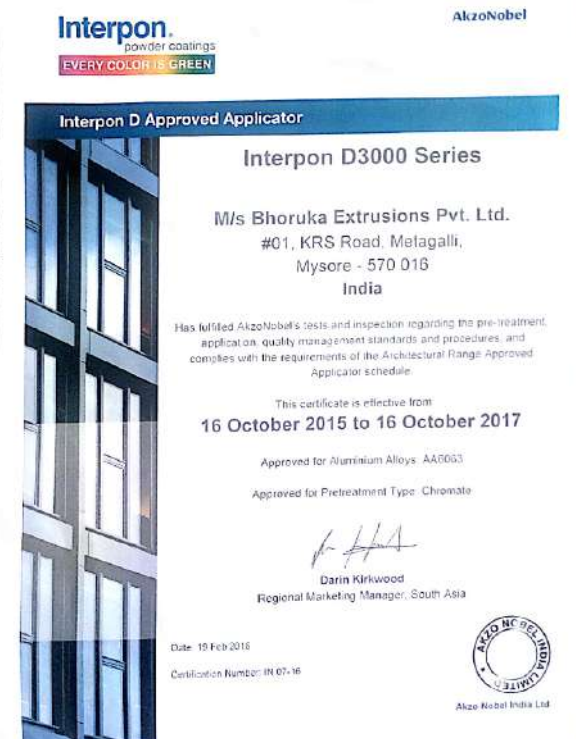 Interpon.
powder coatings
EVERY COLOR IS GREEN
AkzoNobel
Interpon D Approved Applicator
Interpon D3000 Series
M/s Bhoruka Extrusions Pvt. Ltd.
#01, KRS Road, Metagalli,
Mysore - 570 016
India
Has fulfilled AkzoNobel's tests and inspection regarding the pre-treatment,
application, quality management standards and procedures, and
complies with the requirements of the Architectural Range Approved
Applicator schedule.
This certificate is effective from
16 October 2015 to 16 October 2017
Approved for Aluminium Alloys: AA6063
Approved for Pretreatment Type: Chromate
Darin Kirkwood
Regional Marketing Manager, South Asia
Date: 19 Feb 2016
Certification Number: IN 07-16
AKZO NOBEL INDIA LIMITED
Akzo Nobel India Ltd